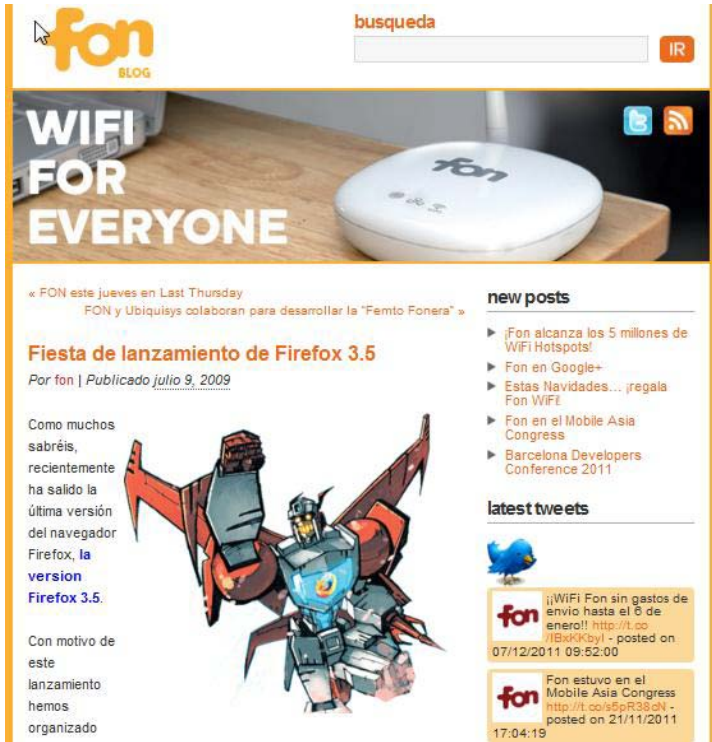 fon
BLOG
busqueda
IR
WIFI
FOR
EVERYONE
fon
« FON este jueves en Last Thursday
FON y Ubiquisys colaboran para desarrollar la "Femto Fonera" »
Fiesta de lanzamiento de Firefox 3.5
Por fon | Publicado julio 9, 2009
Como muchos
sabréis,
recientemente
ha salido la
última versión
del navegador
Firefox, la
version
Firefox 3.5.
Con motivo de
este
lanzamiento
hemos
organizado
new posts
¡Fon alcanza los 5 millones de
WiFi Hotspots!
Fon en Google+
Estas Navidades... ¡regala
Fon WiFi!
Fon en el Mobile Asia
Congress
Barcelona Developers
Conference 2011
latest tweets
fon
¡¡WiFi Fon sin gastos de
envio hasta el 6 de
enero!! http://t.co
/IBxKKbyI - posted on
07/12/2011 09:52:00
fon
Fon estuvo en el
Mobile Asia Congress
http://t.co/s5pR38cN -
posted on 21/11/2011
17:04:19